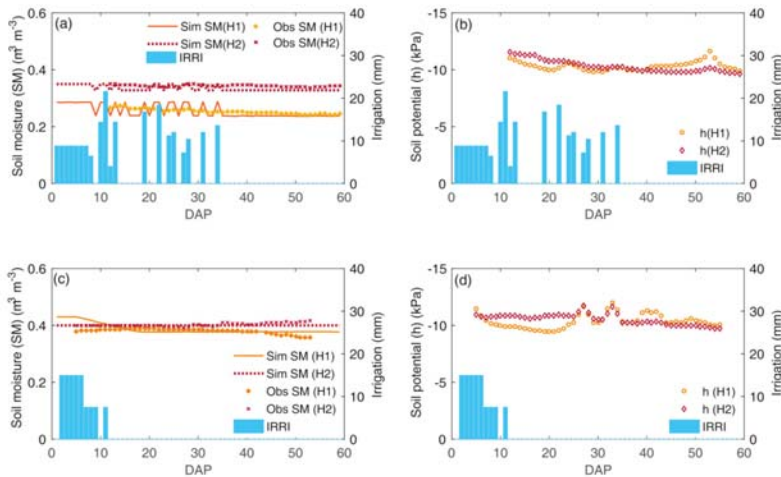 (a)
Sim SM(H1)
Obs SM (H1)
Sim SM(H2)
Obs SM(H2)
IRRI
Soil moisture (SM) (m³ m⁻³)
0.6
0.4
0.2
0
40
30
20
10
0
Irrigation (mm)
0 10 20 30 40 50 60
DAP
(b)
Soil potential (h) (kPa)
-15
-10
-5
0
40
30
20
10
0
Irrigation (mm)
h(H1)
h(H2)
IRRI
0 10 20 30 40 50 60
DAP
(c)
Soil moisture (SM) (m³ m⁻³)
0.6
0.4
0.2
0
40
30
20
10
0
Irrigation (mm)
Sim SM (H1)
Sim SM (H2)
Obs SM (H1)
Obs SM (H2)
IRRI
0 10 20 30 40 50 60
DAP
(d)
Soil potential (h) (kPa)
-15
-10
-5
0
40
30
20
10
0
Irrigation (mm)
h (H1)
h (H2)
IRRI
0 10 20 30 40 50 60
DAP